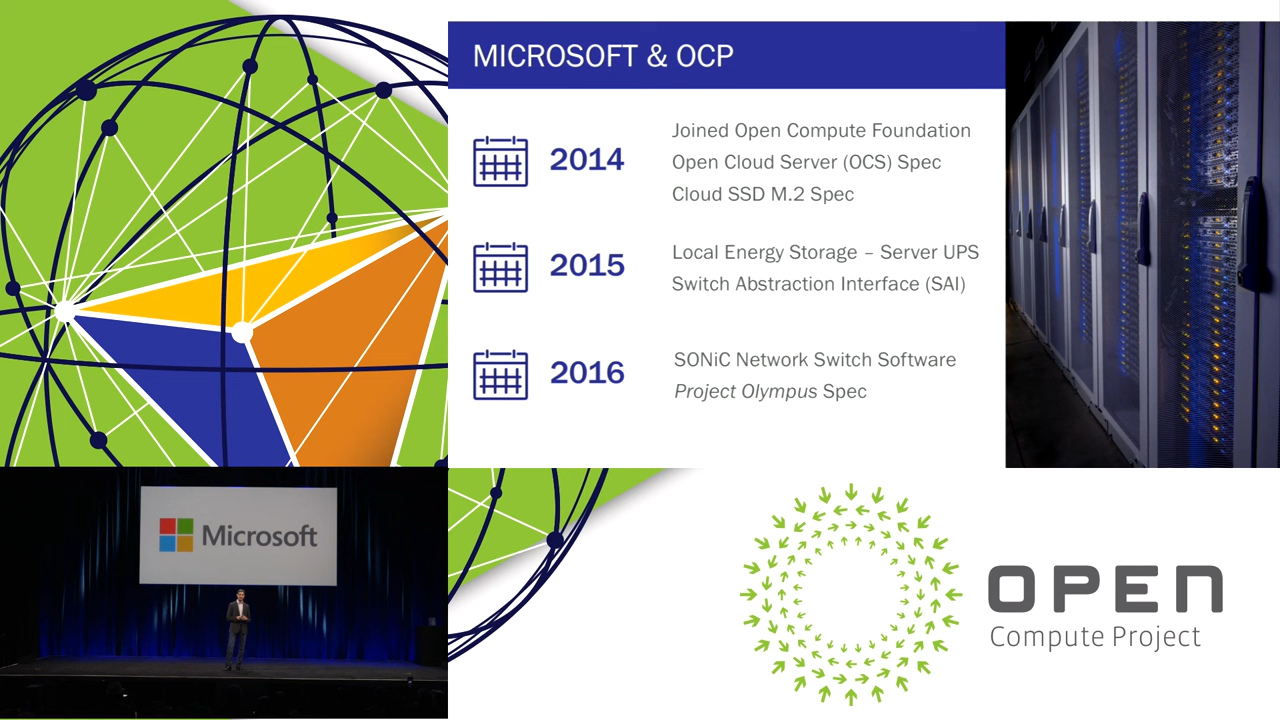 MICROSOFT & OCP
2014
Joined Open Compute Foundation
Open Cloud Server (OCS) Spec
Cloud SSD M.2 Spec
2015
Local Energy Storage – Server UPS
Switch Abstraction Interface (SAI)
2016
SONiC Network Switch Software
Project Olympus Spec
Microsoft
OPEN
Compute Project